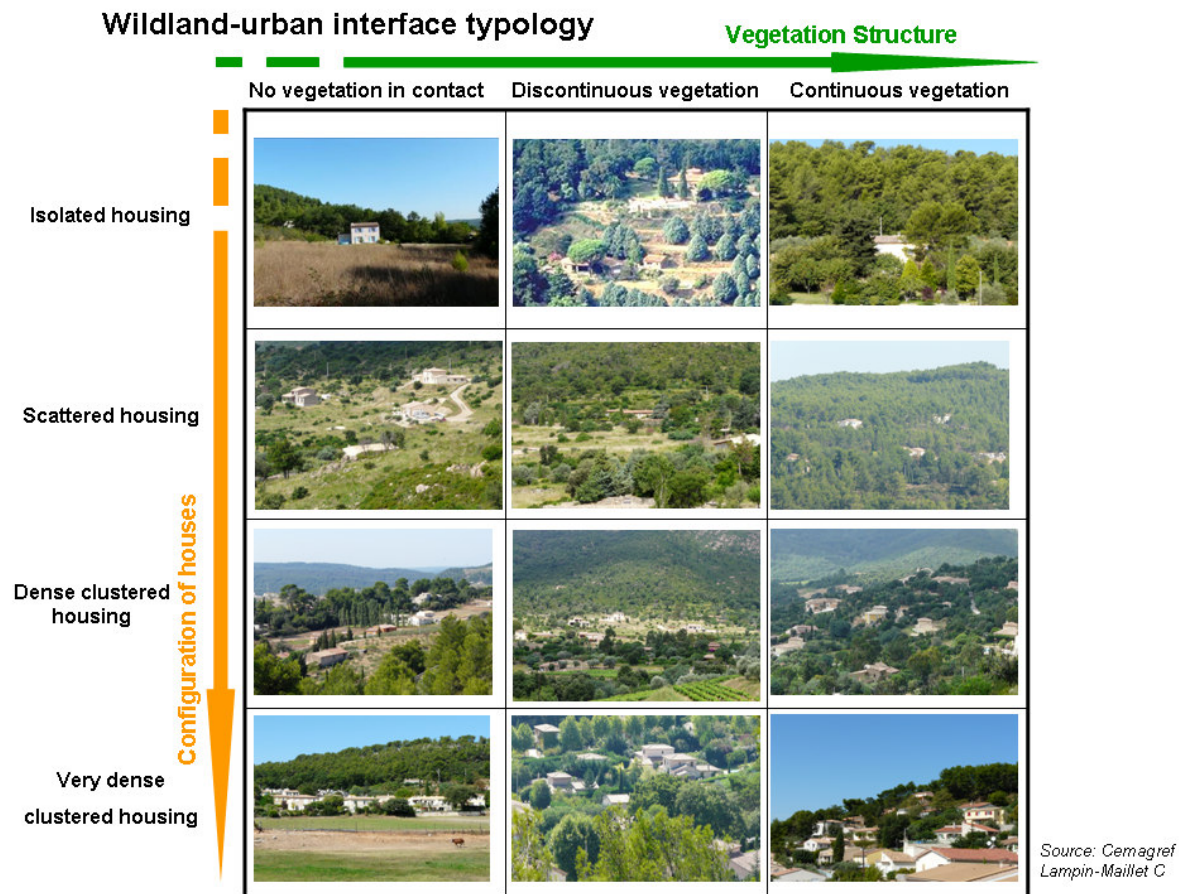 Wildland-urban interface typology
Vegetation Structure
No vegetation in contact
Discontinuous vegetation
Continuous vegetation
Isolated housing
Scattered housing
Dense clustered
housing
Very dense
clustered housing
Configuration of houses
Source: Cemagref
Lampin-Maillet C